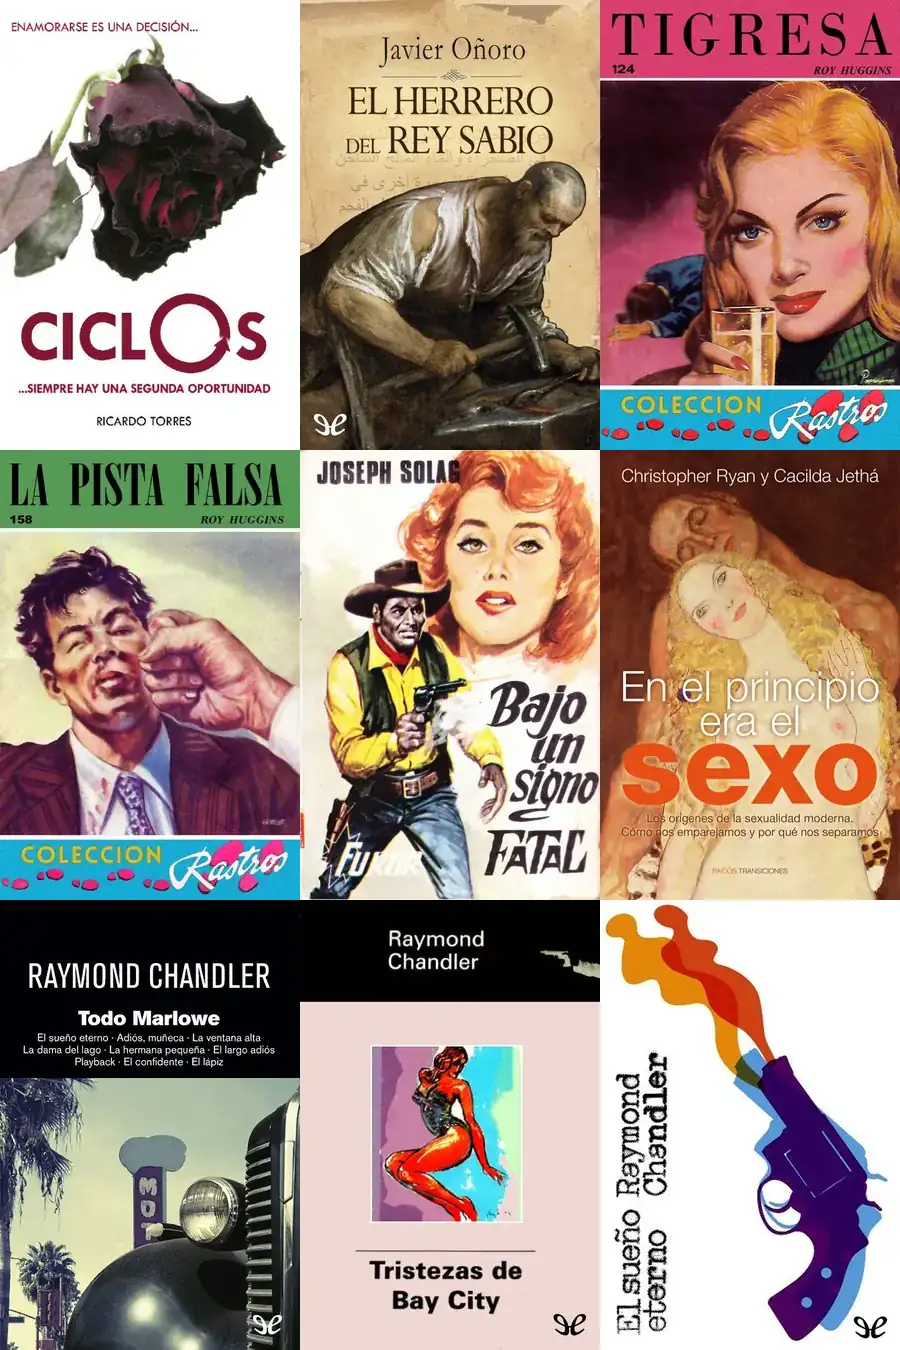 ENAMORARSE ES UNA DECISIÓN...
CICLOS
...SIEMPRE HAY UNA SEGUNDA OPORTUNIDAD
RICARDO TORRES
Javier Oñoro
EL HERRERO
DEL REY SABIO
TIGRESA
124
ROY HUGGINS
COLECCION
Rastros
LA PISTA FALSA
158
ROY HUGGINS
COLECCION
Rastros
JOSEPH SOLAG
Bajo
un
signo
FATAL
Christopher Ryan y Cacilda Jethá
En el principio
era el
sexo
Los orígenes de la sexualidad moderna.
Cómo nos emparejamos y por qué nos separamos
PAIDÓS TRANSICIONES
RAYMOND CHANDLER
Todo Marlowe
El sueño eterno · Adiós, muñeca · La ventana alta
La dama del lago · La hermana pequeña · El largo adiós
Playback · El confidente · El lápiz
MOT
Raymond
Chandler
Tristezas de
Bay City
El sueño
eterno
Raymond
Chandler